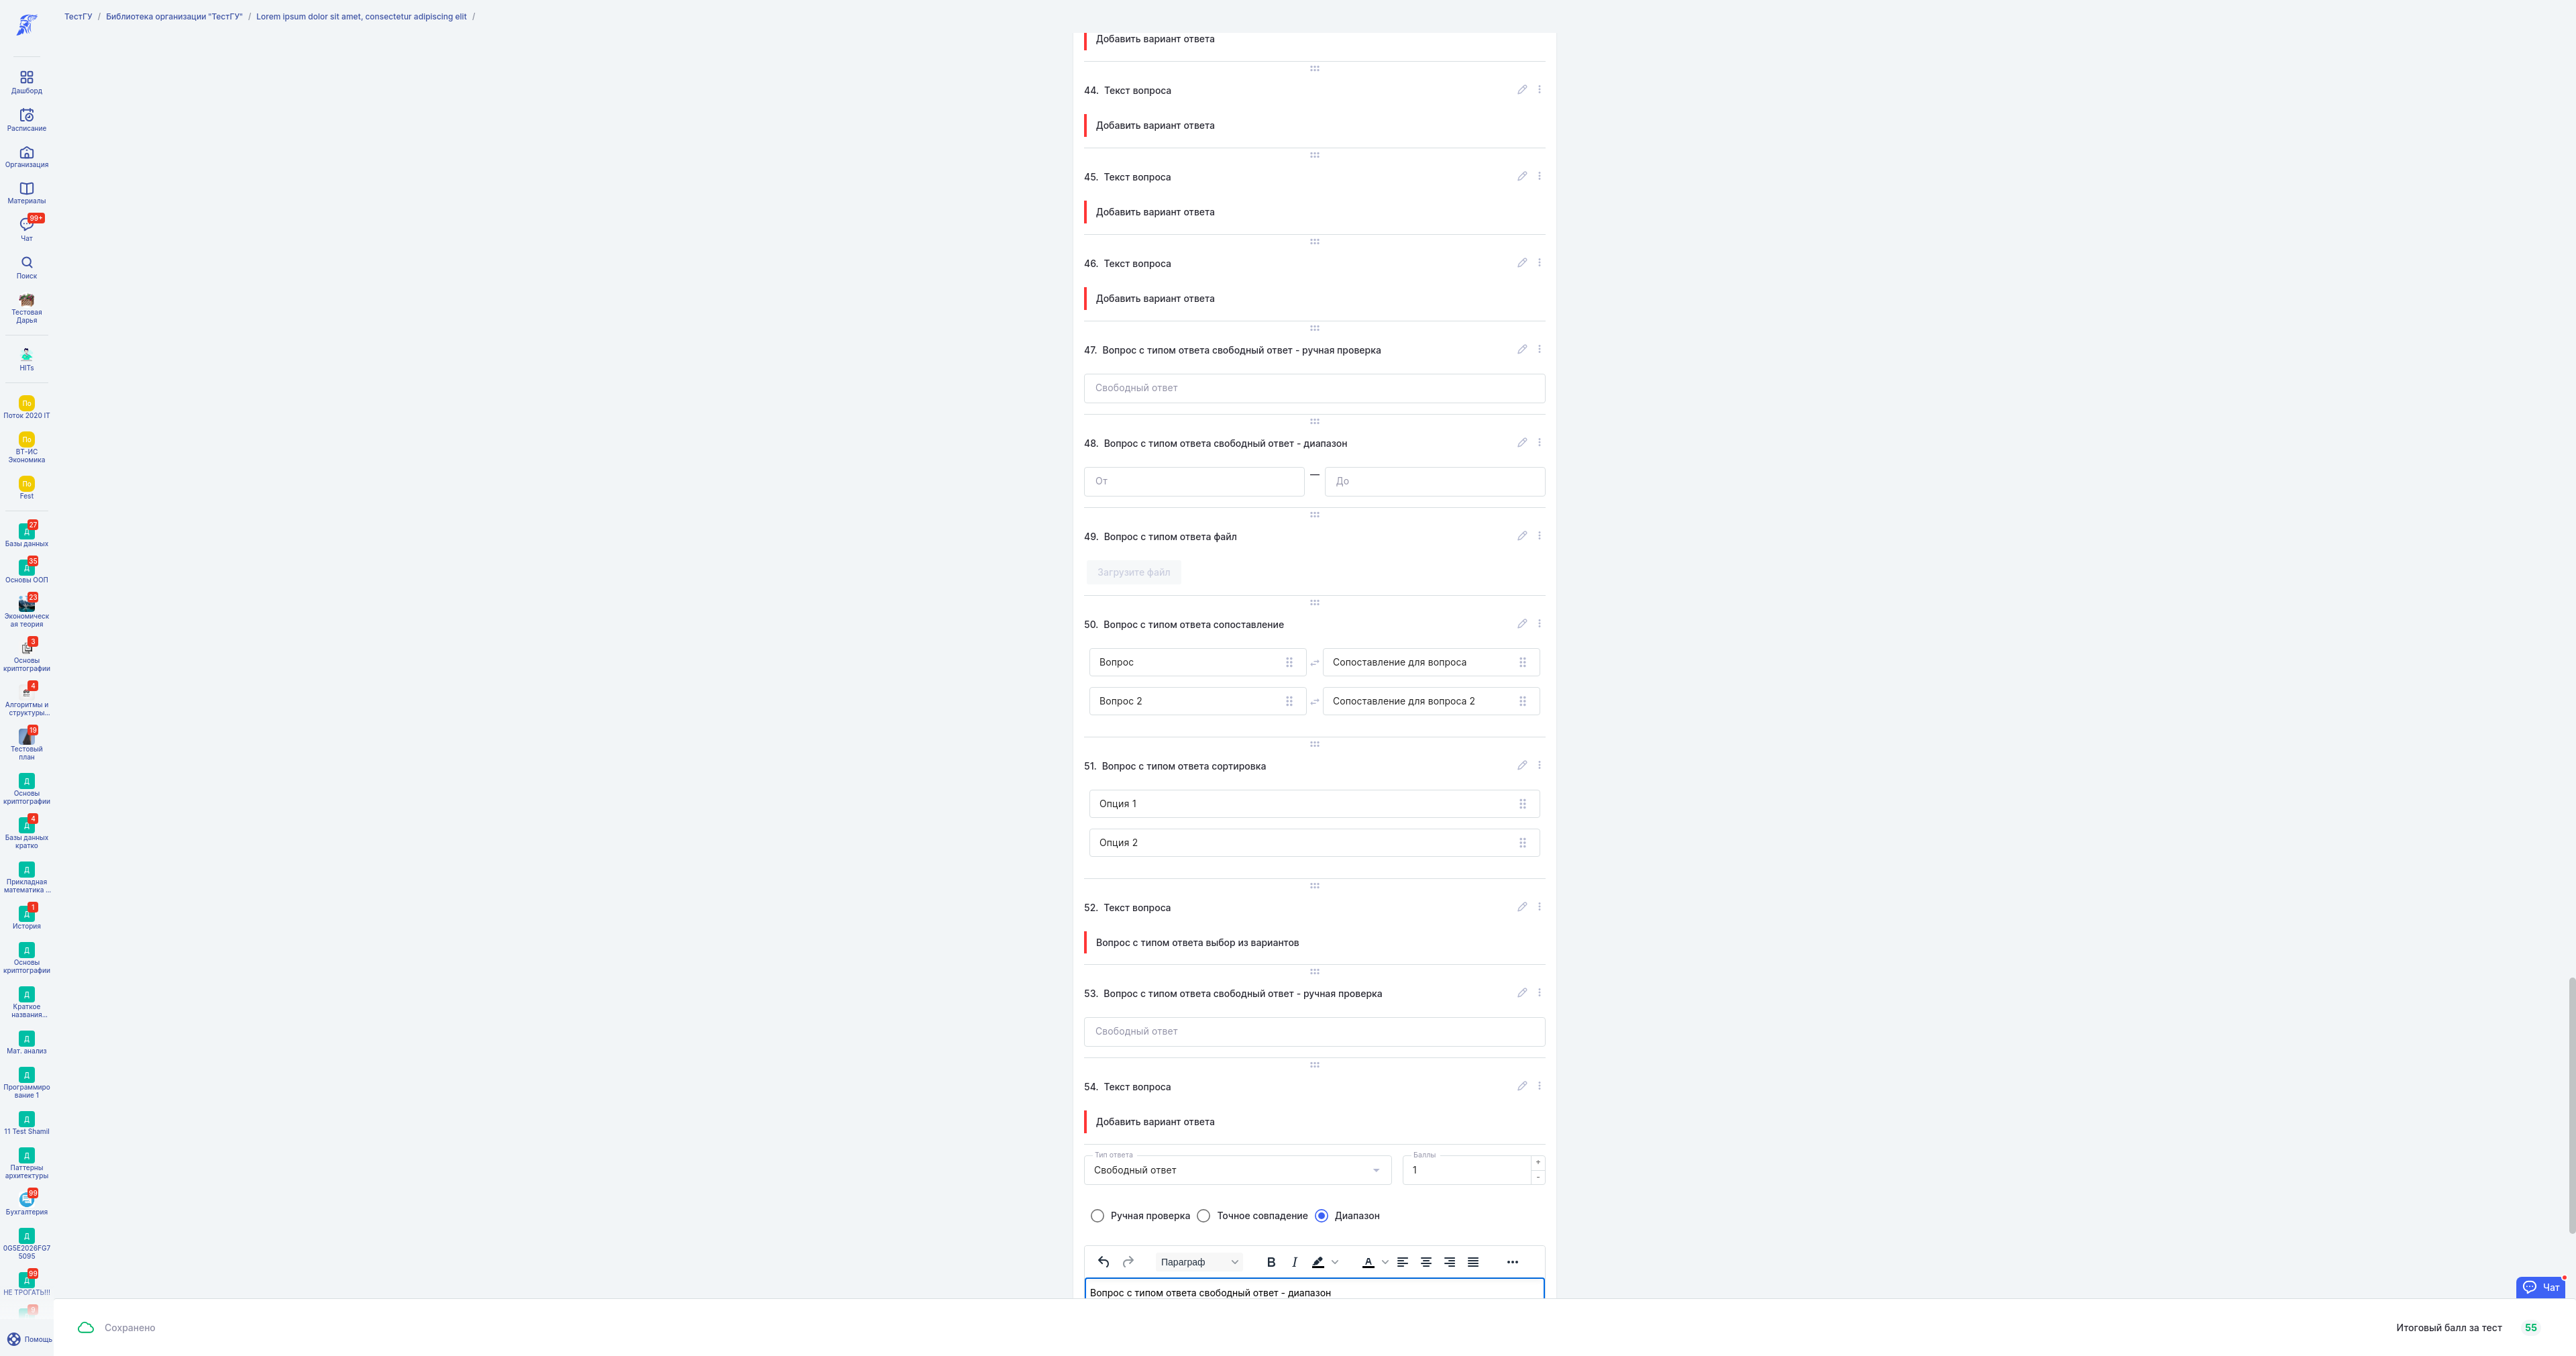 ТестГУ / Библиотека организации "ТестГУ" / Lorem ipsum dolor sit amet, consectetur adipiscing elit /
Дашборд
Расписание
Организация
Материалы
99+
Чат
Поиск
Тестовая
Дарья
HITs
По
Поток 2020 IT
По
ВТ-ИС
Экономика
По
Fest
27
Д
Базы данных
35
Д
Основы ООП
23
Экономическ
ая теория
3
Основы
криптографии
4
Алгоритмы и
структуры...
19
Тестовый
план
Д
Основы
криптографии
4
Д
Базы данных
кратко
Д
Прикладная
математика ...
1
Д
История
Д
Основы
криптографии
Д
Краткое
названия...
Д
Мат. анализ
Д
Программиро
вание 1
Д
11 Test Shamil
Д
Паттерны
архитектуры
99
Бухгалтерия
Д
0G5E2026FG7
5095
99
Д
НЕ ТРОГАТЬ!!!
Помощь
Добавить вариант ответа
44. Текст вопроса
Добавить вариант ответа
45. Текст вопроса
Добавить вариант ответа
46. Текст вопроса
Добавить вариант ответа
47. Вопрос с типом ответа свободный ответ - ручная проверка
Свободный ответ
48. Вопрос с типом ответа свободный ответ - диапазон
От — До
49. Вопрос с типом ответа файл
Загрузите файл
50. Вопрос с типом ответа сопоставление
Вопрос Сопоставление для вопроса
Вопрос 2 Сопоставление для вопроса 2
51. Вопрос с типом ответа сортировка
Опция 1
Опция 2
52. Текст вопроса
Вопрос с типом ответа выбор из вариантов
53. Вопрос с типом ответа свободный ответ - ручная проверка
Свободный ответ
54. Текст вопроса
Добавить вариант ответа
Тип ответа Баллы
Свободный ответ 1 + -
Ручная проверка Точное совпадение Диапазон
Параграф B I A
Вопрос с типом ответа свободный ответ - диапазон
Чат
Сохранено
Итоговый балл за тест 55